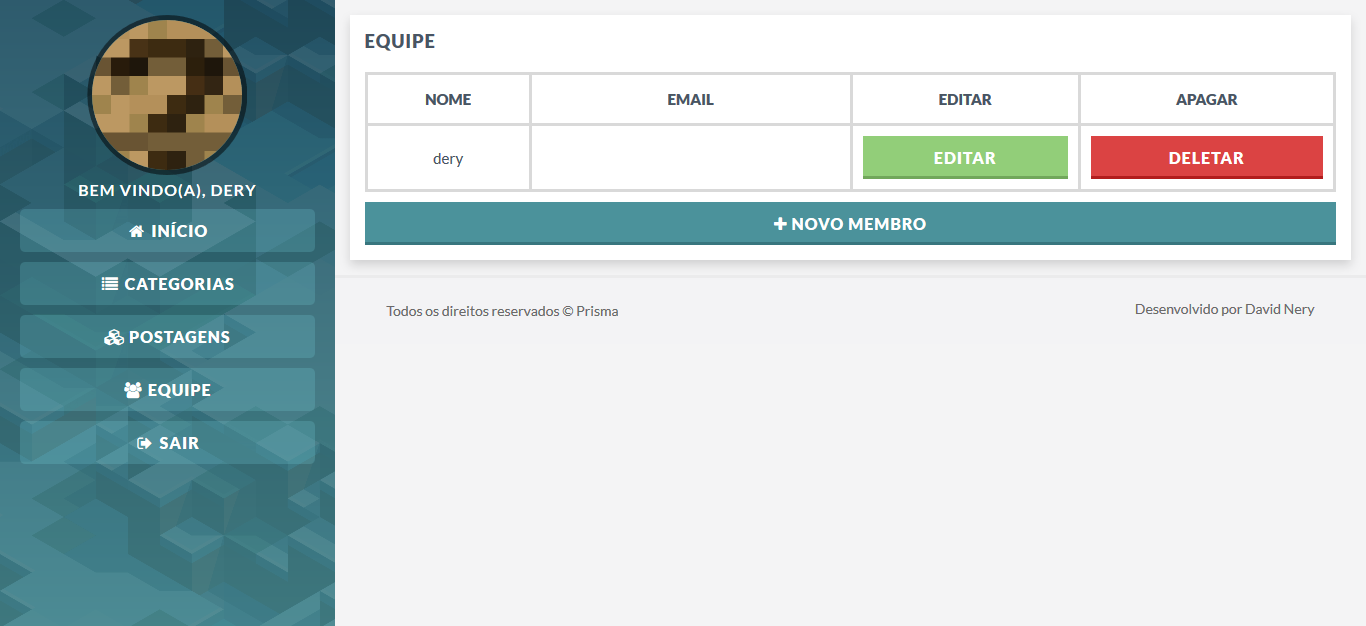 BEM VINDO(A), DERY
INÍCIO
CATEGORIAS
POSTAGENS
EQUIPE
SAIR
EQUIPE
NOME EMAIL EDITAR APAGAR
dery EDITAR DELETAR
NOVO MEMBRO
Todos os direitos reservados © Prisma
Desenvolvido por David Nery